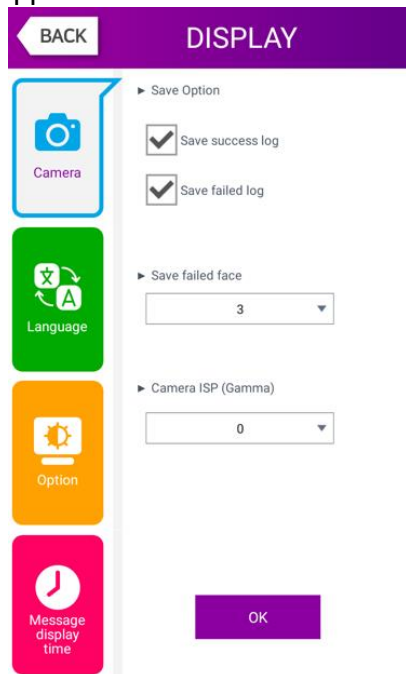 BACK
DISPLAY
Camera
► Save Option
Save success log
Save failed log
文
A
Language
► Save failed face
3
► Camera ISP (Gamma)
0
Option
Message
display
time
OK